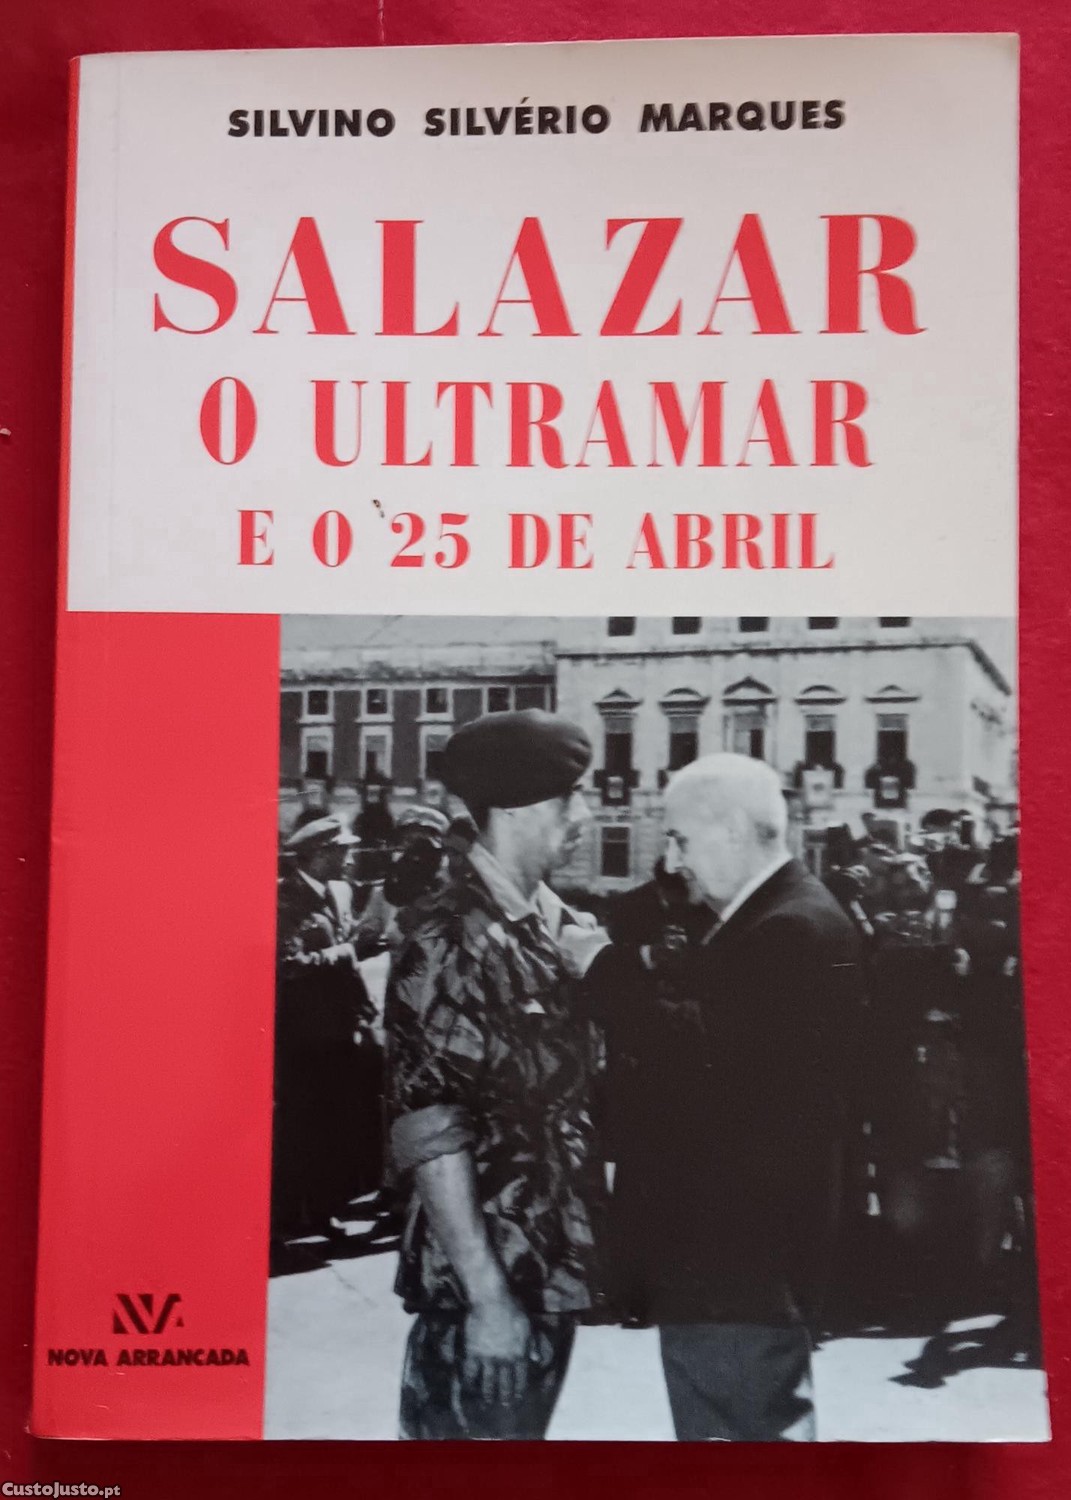 SILVINO SILVÉRIO MARQUES
SALAZAR
O ULTRAMAR
E O 25 DE ABRIL
NOVA ARRANCADA
CustoJusto.pt